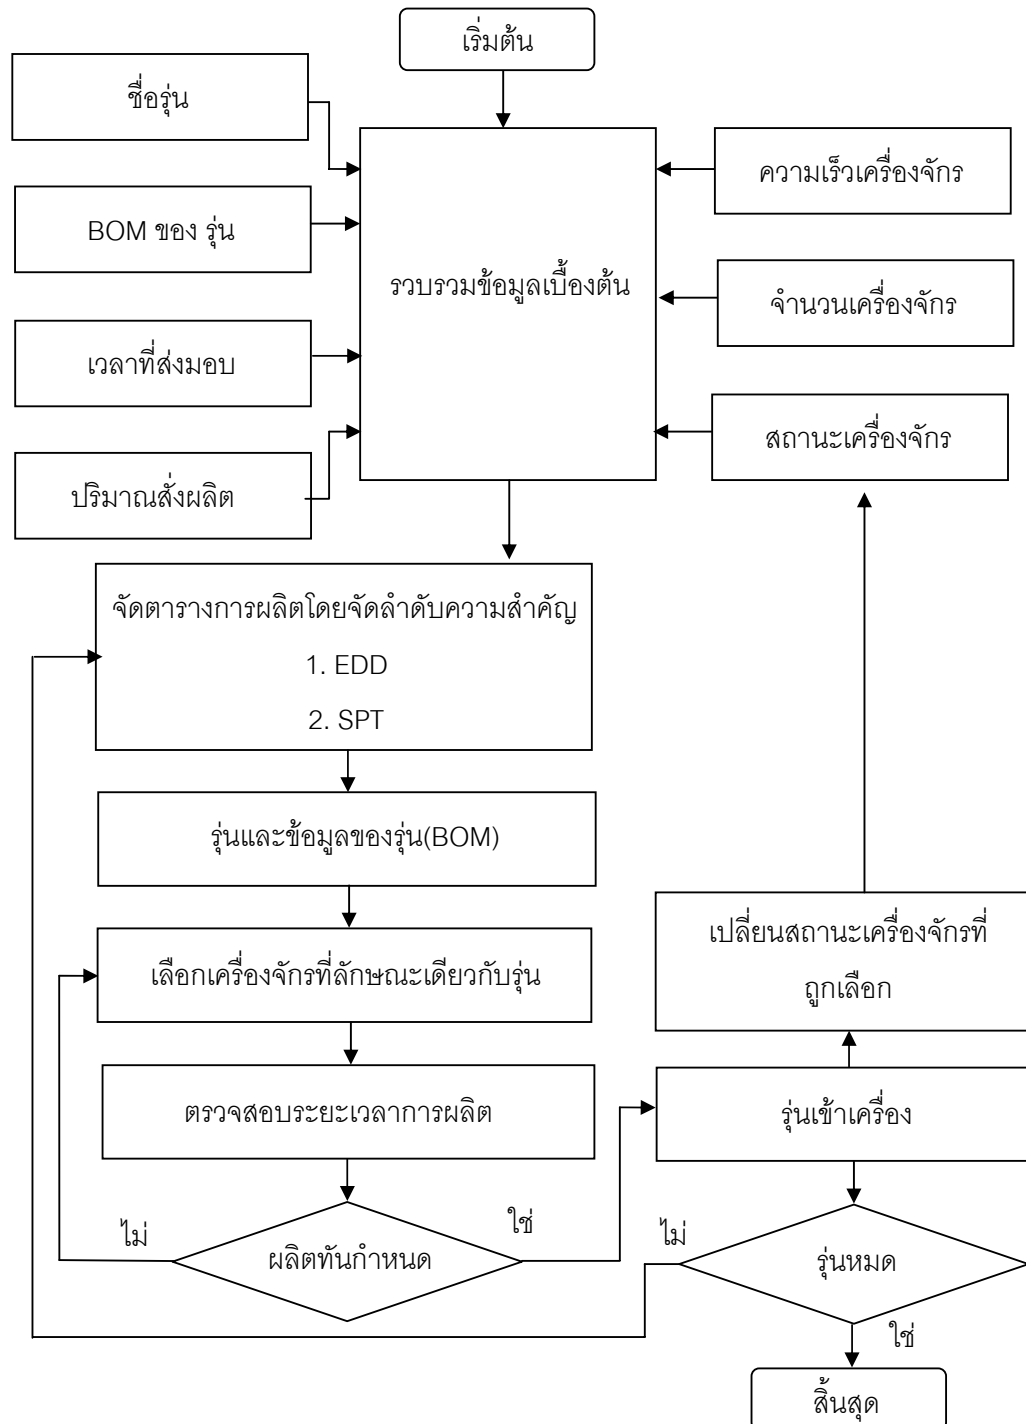 เริ่มต้น
ชื่อรุ่น
BOM ของ รุ่น
เวลาที่ส่งมอบ
ปริมาณสั่งผลิต
รวบรวมข้อมูลเบื้องต้น
ความเร็วเครื่องจักร
จำนวนเครื่องจักร
สถานะเครื่องจักร
จัดตารางการผลิตโดยจัดลำดับความสำคัญ
1. EDD
2. SPT
รุ่นและข้อมูลของรุ่น(BOM)
เลือกเครื่องจักรที่ลักษณะเดียวกับรุ่น
ตรวจสอบระยะเวลาการผลิต
ไม่
ผลิตทันกำหนด
ใช่
เปลี่ยนสถานะเครื่องจักรที่
ถูกเลือก
รุ่นเข้าเครื่อง
ไม่
รุ่นหมด
ใช่
สิ้นสุด